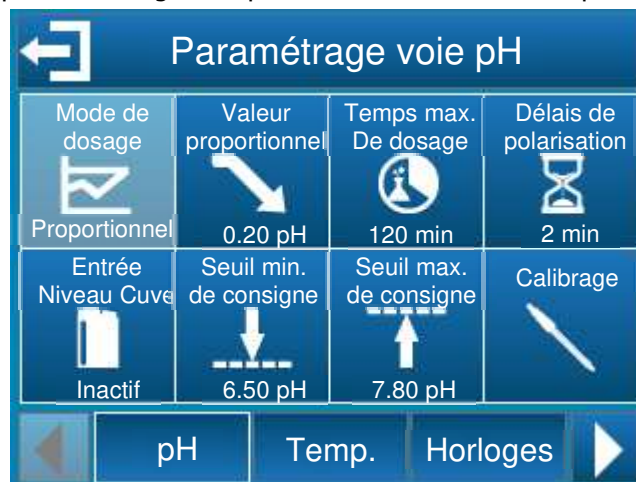 Paramétrage voie pH
Mode de
dosage
Proportionnel
Valeur
proportionnel
0.20 pH
Temps max.
De dosage
120 min
Délais de
polarisation
2 min
Entrée
Niveau Cuve
Inactif
Seuil min.
de consigne
6.50 pH
Seuil max.
de consigne
7.80 pH
Calibrage
pH
Temp.
Horloges